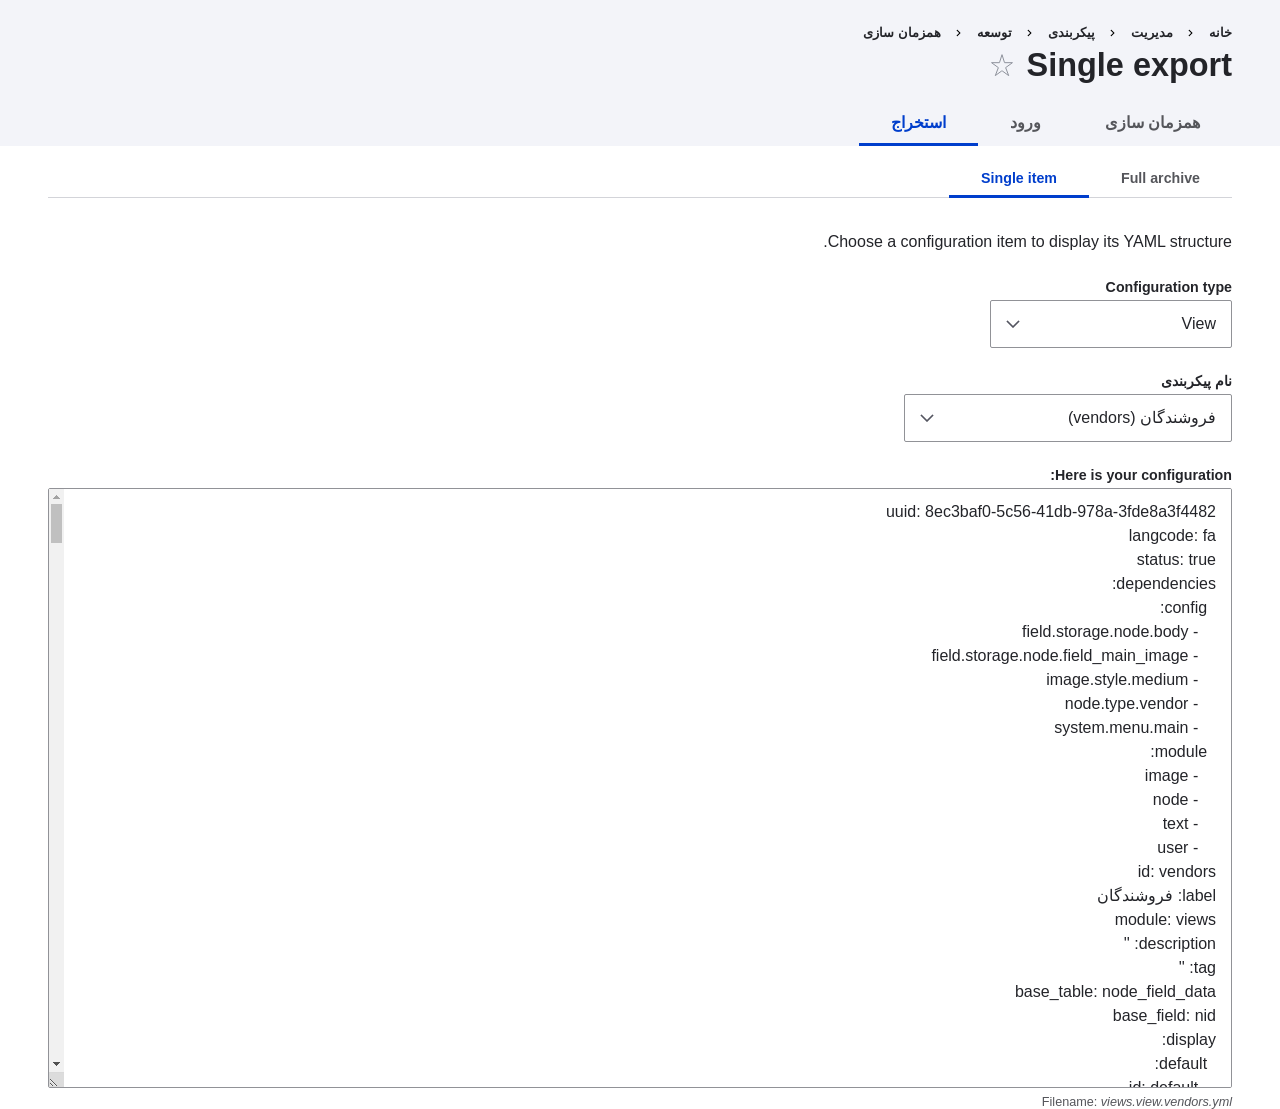 خانه › مدیریت › پیکربندی › توسعه › همزمان سازی
Single export ☆
همزمان سازی ورود استخراج
Full archive Single item
Choose a configuration item to display its YAML structure.
Configuration type
View
نام پیکربندی
فروشندگان (vendors)
Here is your configuration:
uuid: 8ec3baf0-5c56-41db-978a-3fde8a3f4482
langcode: fa
status: true
dependencies:
config:
- field.storage.node.body
- field.storage.node.field_main_image
- image.style.medium
- node.type.vendor
- system.menu.main
module:
- image
- node
- text
- user
id: vendors
label: فروشندگان
module: views
description: ''
tag: ''
base_table: node_field_data
base_field: nid
display:
default:
id: default
Filename: views.view.vendors.yml